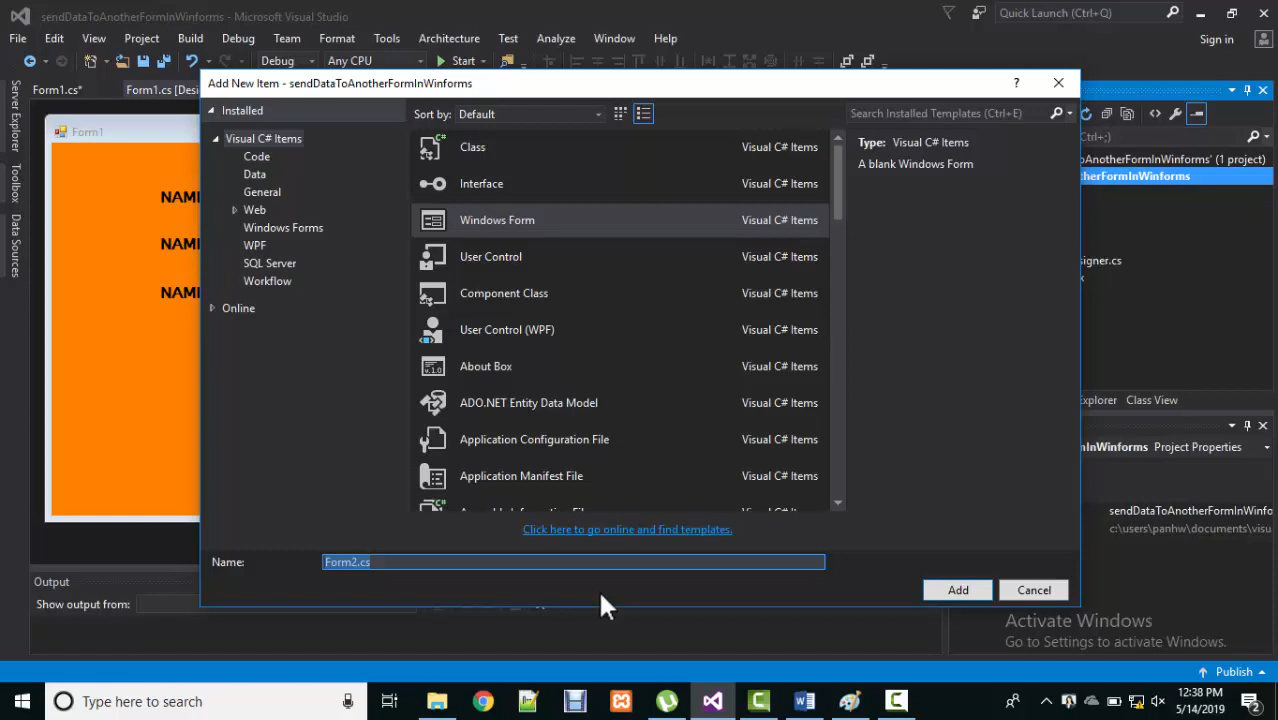 sendDataToAnotherFormInWinforms - Microsoft Visual Studio
Quick Launch (Ctrl+Q)
File Edit View Project Build Debug Team Format Tools Architecture Test Analyze Window Help
Sign in
Debug Any CPU Start
Add New Item - sendDataToAnotherFormInWinforms
?
Server Explorer
Toolbox
Data Sources
Form1.cs*
Form1.cs [Des
Form1
NAM
NAM
NAM
Installed
Visual C# Items
Code
Data
General
Web
Windows Forms
WPF
SQL Server
Workflow
Online
Sort by: Default
Class Visual C# Items
Interface Visual C# Items
Windows Form Visual C# Items
User Control Visual C# Items
Component Class Visual C# Items
User Control (WPF) Visual C# Items
About Box Visual C# Items
ADO.NET Entity Data Model Visual C# Items
Application Configuration File Visual C# Items
Application Manifest File Visual C# Items
Click here to go online and find templates.
Search Installed Templates (Ctrl+E)
Type: Visual C# Items
A blank Windows Form
Name: Form2.cs
Add Cancel
trl+;)
oAnotherFormInWinforms' (1 project)
therFormInWinforms
signer.cs
x
Explorer Class View
mInWinforms Project Properties
sendDataToAnotherFormInWinfo
c:\users\panhw\documents\visu
Output
Show output from:
Activate Windows
Go to Settings to activate Windows.
Publish
Type here to search
12:38 PM
5/14/2019
2